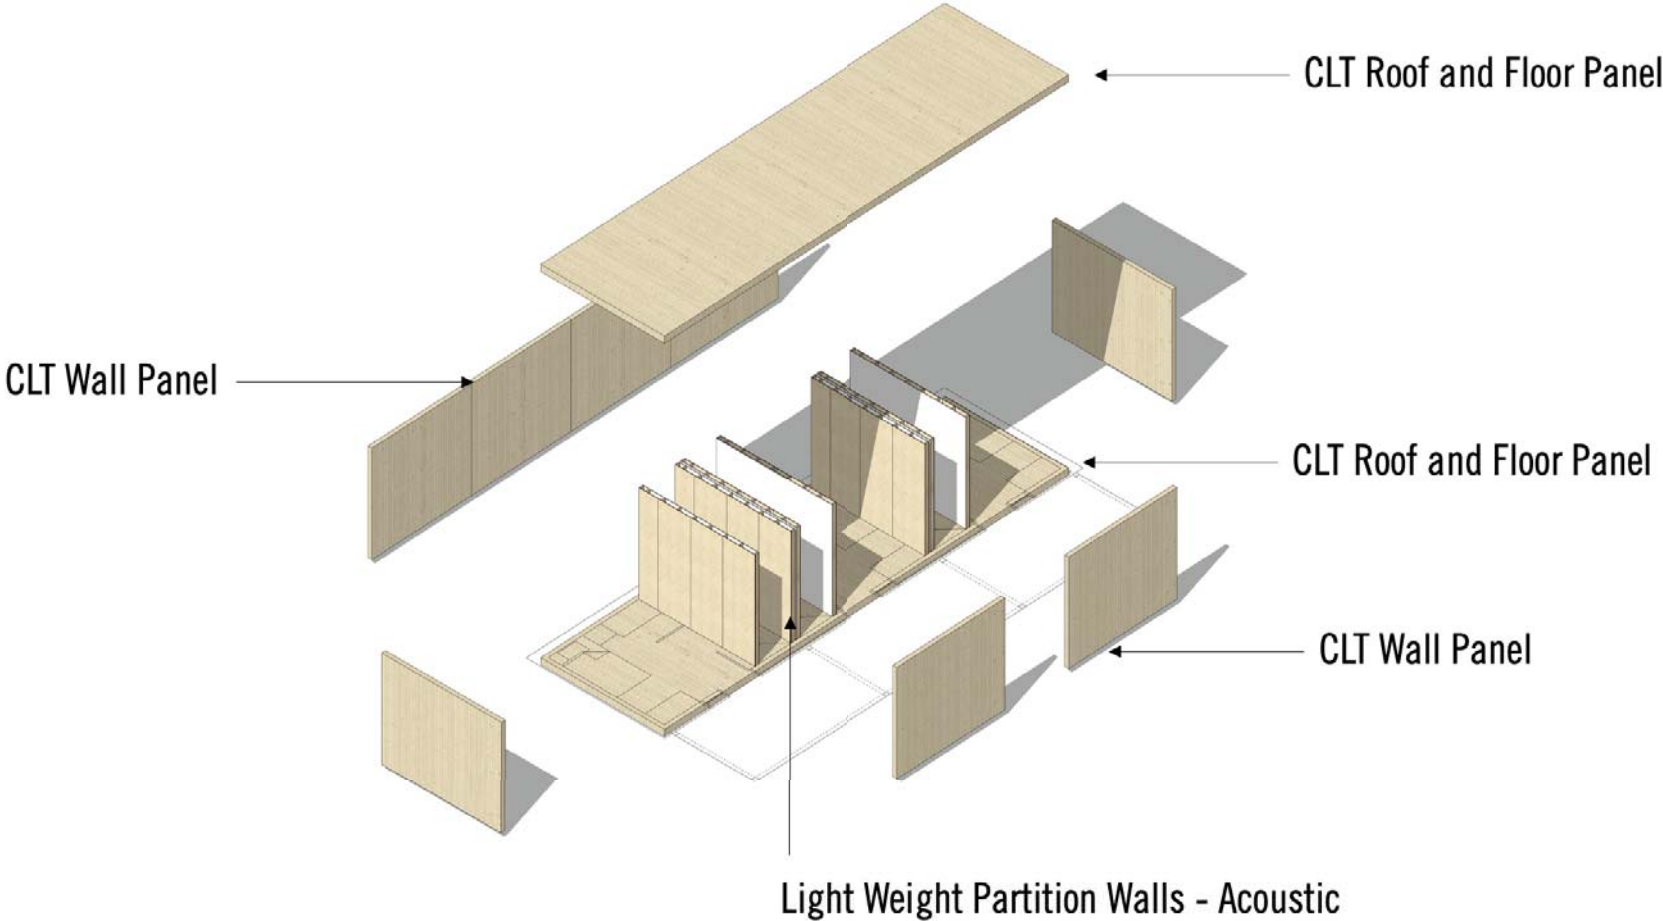 CLT Roof and Floor Panel
CLT Wall Panel
CLT Roof and Floor Panel
CLT Wall Panel
Light Weight Partition Walls - Acoustic